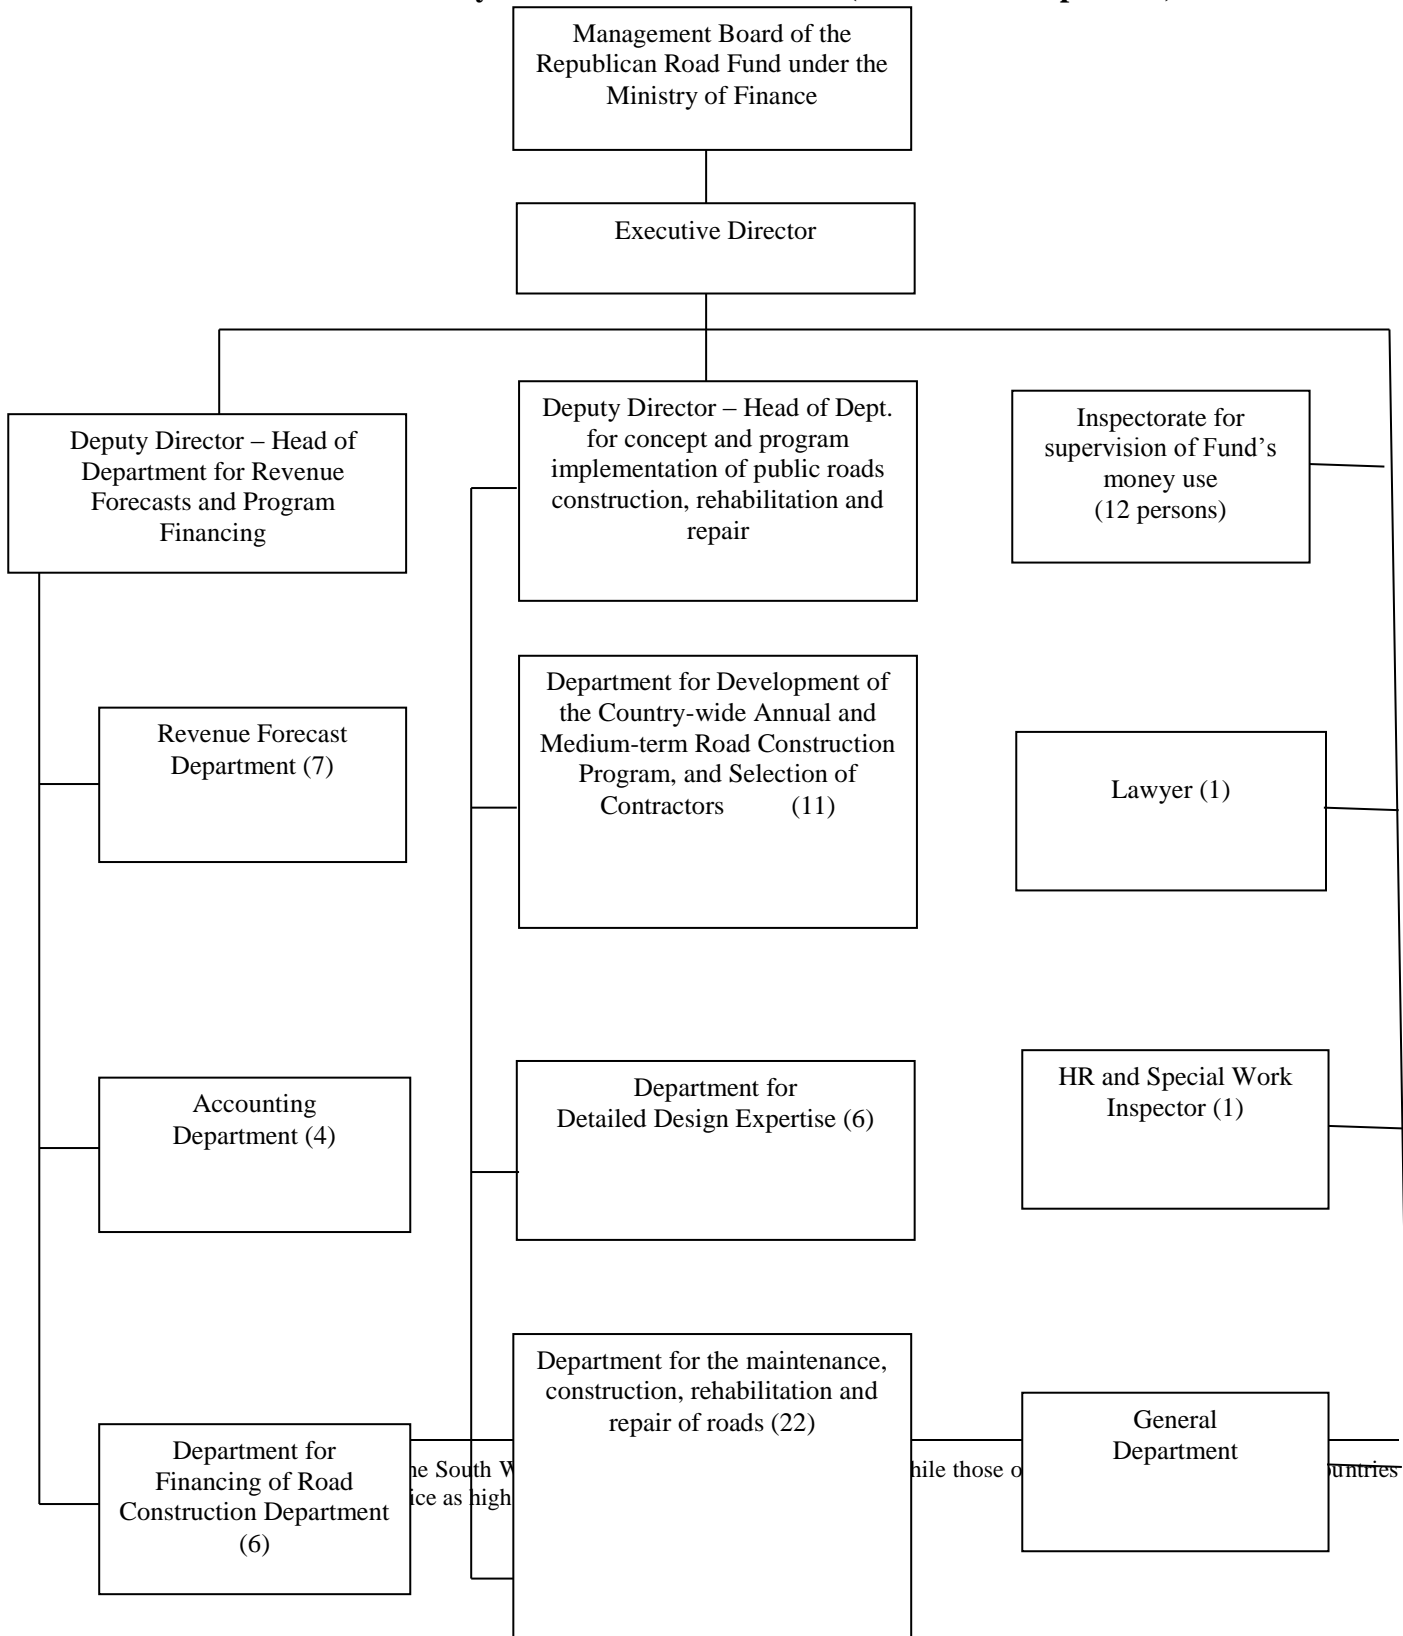 Management Board of the
Republican Road Fund under the
Ministry of Finance
Executive Director
Deputy Director – Head of
Department for Revenue
Forecasts and Program
Financing
Deputy Director – Head of Dept.
for concept and program
implementation of public roads
construction, rehabilitation and
repair
Inspectorate for
supervision of Fund's
money use
(12 persons)
Revenue Forecast
Department (7)
Department for Development of
the Country-wide Annual and
Medium-term Road Construction
Program, and Selection of
Contractors (11)
Lawyer (1)
Accounting
Department (4)
Department for
Detailed Design Expertise (6)
HR and Special Work
Inspector (1)
Department for
Financing of Road
Construction Department
(6)
Department for the maintenance,
construction, rehabilitation and
repair of roads (22)
General
Department
South
hile those
as high